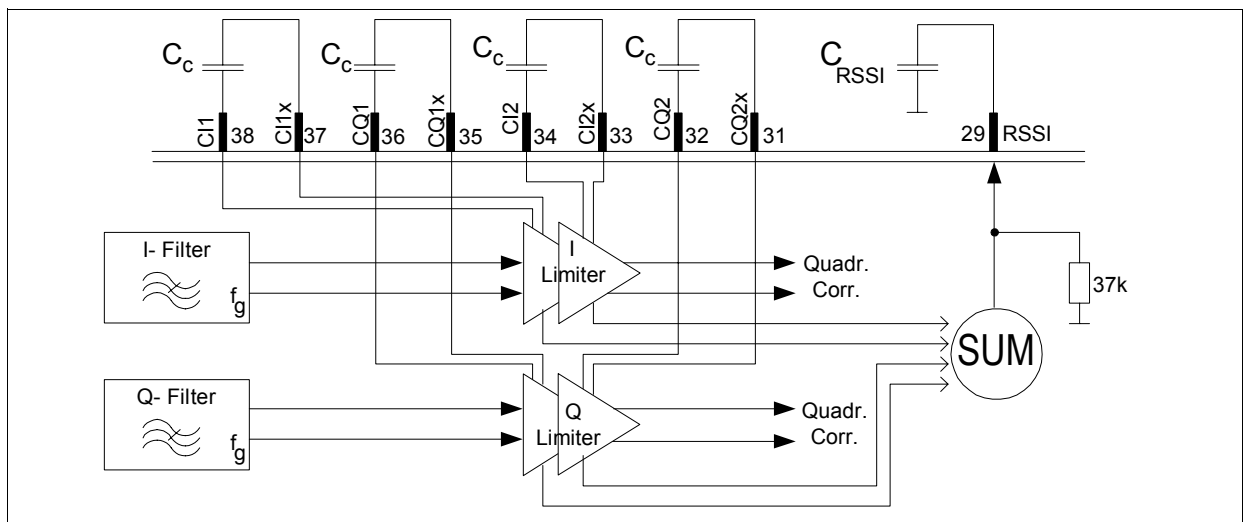 Cc
Cc
Cc
Cc
C RSSI
CI1
38
CI1x
37
CQ1
36
CQ1x
35
CI2
34
CI2x
33
CQ2
32
CQ2x
31
29 RSSI
I- Filter
fg
I
Limiter
Quadr.
Corr.
37k
SUM
Q- Filter
fg
Q
Limiter
Quadr.
Corr.